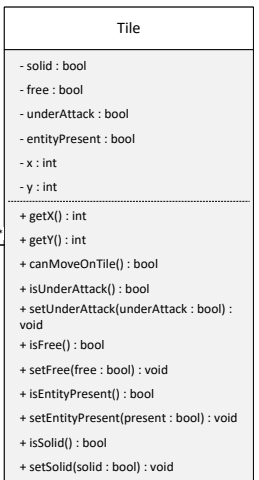 Tile
- solid : bool
- free : bool
- underAttack : bool
- entityPresent : bool
- x : int
- y : int
+ getX() : int
+ getY() : int
+ canMoveOnTile() : bool
+ isUnderAttack() : bool
+ setUnderAttack(underAttack : bool) :
void
+ isFree() : bool
+ setFree(free : bool) : void
+ isEntityPresent() : bool
+ setEntityPresent(present : bool) : void
+ isSolid() : bool
+ setSolid(solid : bool) : void